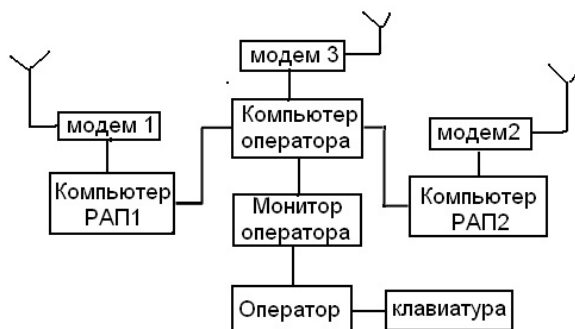 модем 3
модем 1
Компьютер
оператора
модем2
Компьютер
РАП1
Монитор
оператора
Компьютер
РАП2
Оператор
клавиатура